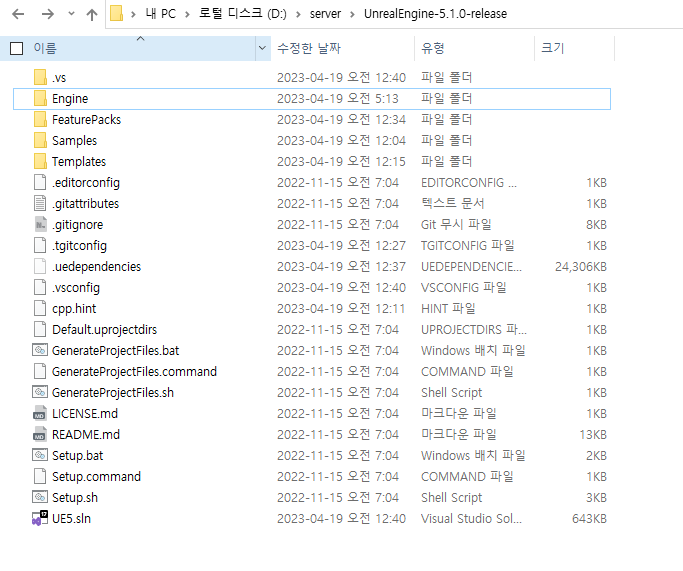 내 PC > 로털 디스크 (D:) > server > UnrealEngine-5.1.0-release
이름 수정한 날짜 유형 크기
.vs 2023-04-19 오전 12:40 파일 폴더
Engine 2023-04-19 오전 5:13 파일 폴더
FeaturePacks 2023-04-19 오전 12:34 파일 폴더
Samples 2023-04-19 오전 12:04 파일 폴더
Templates 2023-04-19 오전 12:15 파일 폴더
.editorconfig 2022-11-15 오전 7:04 EDITORCONFIG ... 1KB
.gitattributes 2022-11-15 오전 7:04 텍스트 문서 1KB
.gitignore 2022-11-15 오전 7:04 Git 무시 파일 8KB
.tgitconfig 2023-04-19 오전 12:27 TGITCONFIG 파일 1KB
.uedependencies 2023-04-19 오전 12:37 UEDEPENDENCIE... 24,306KB
.vsconfig 2023-04-19 오전 12:40 VSCONFIG 파일 1KB
cpp.hint 2023-04-19 오전 12:11 HINT 파일 1KB
Default.uprojectdirs 2022-11-15 오전 7:04 UPROJECTDIRS 파... 1KB
GenerateProjectFiles.bat 2022-11-15 오전 7:04 Windows 배치 파일 1KB
GenerateProjectFiles.command 2022-11-15 오전 7:04 COMMAND 파일 1KB
GenerateProjectFiles.sh 2022-11-15 오전 7:04 Shell Script 1KB
LICENSE.md 2022-11-15 오전 7:04 마크다운 파일 1KB
README.md 2022-11-15 오전 7:04 마크다운 파일 13KB
Setup.bat 2022-11-15 오전 7:04 Windows 배치 파일 2KB
Setup.command 2022-11-15 오전 7:04 COMMAND 파일 1KB
Setup.sh 2022-11-15 오전 7:04 Shell Script 3KB
UE5.sln 2023-04-19 오전 12:40 Visual Studio Sol... 643KB